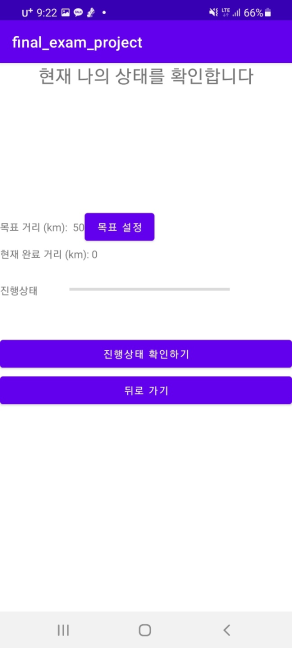 U+ 9:22 LTE 66%
final_exam_project
현재 나의 상태를 확인합니다
목표 거리 (km): 50 목표 설정
현재 완료 거리 (km): 0
진행상태
진행상태 확인하기
뒤로 가기